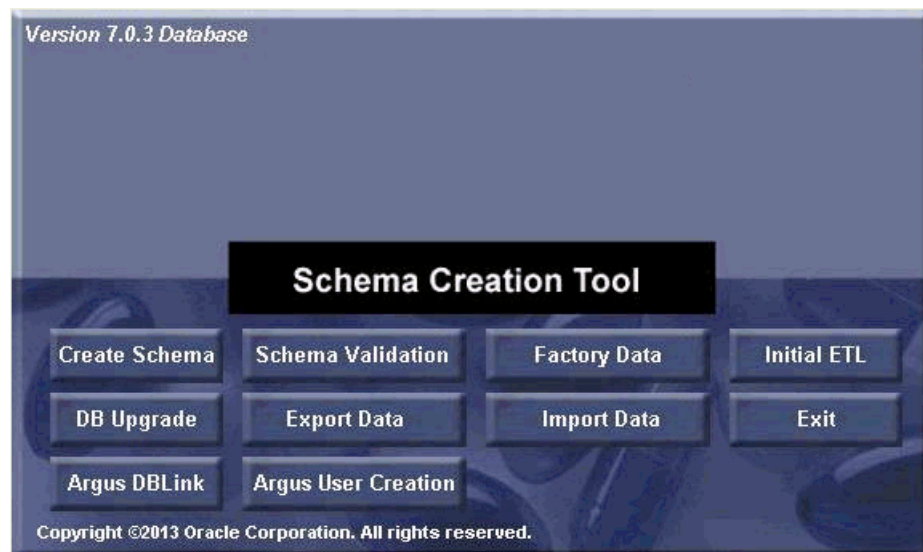 Version 7.0.3 Database
Schema Creation Tool
Create Schema Schema Validation Factory Data Initial ETL
DB Upgrade Export Data Import Data Exit
Argus DBLink Argus User Creation
Copyright ©2013 Oracle Corporation. All rights reserved.